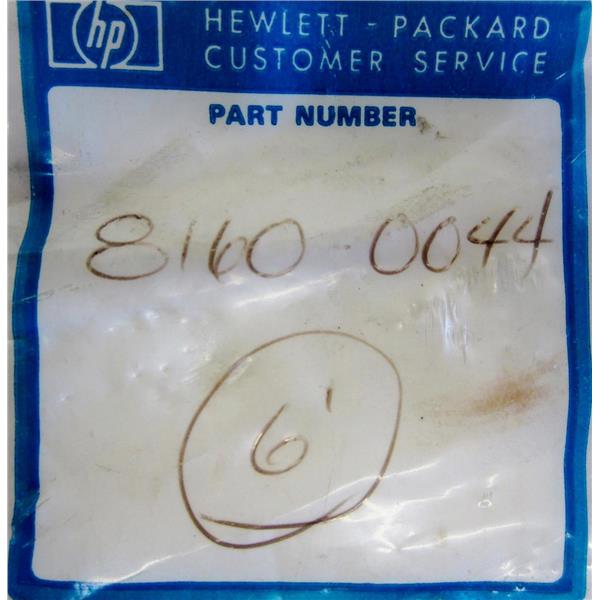 hp HEWLETT - PACKARD
CUSTOMER SERVICE
PART NUMBER
8160 0044
6'